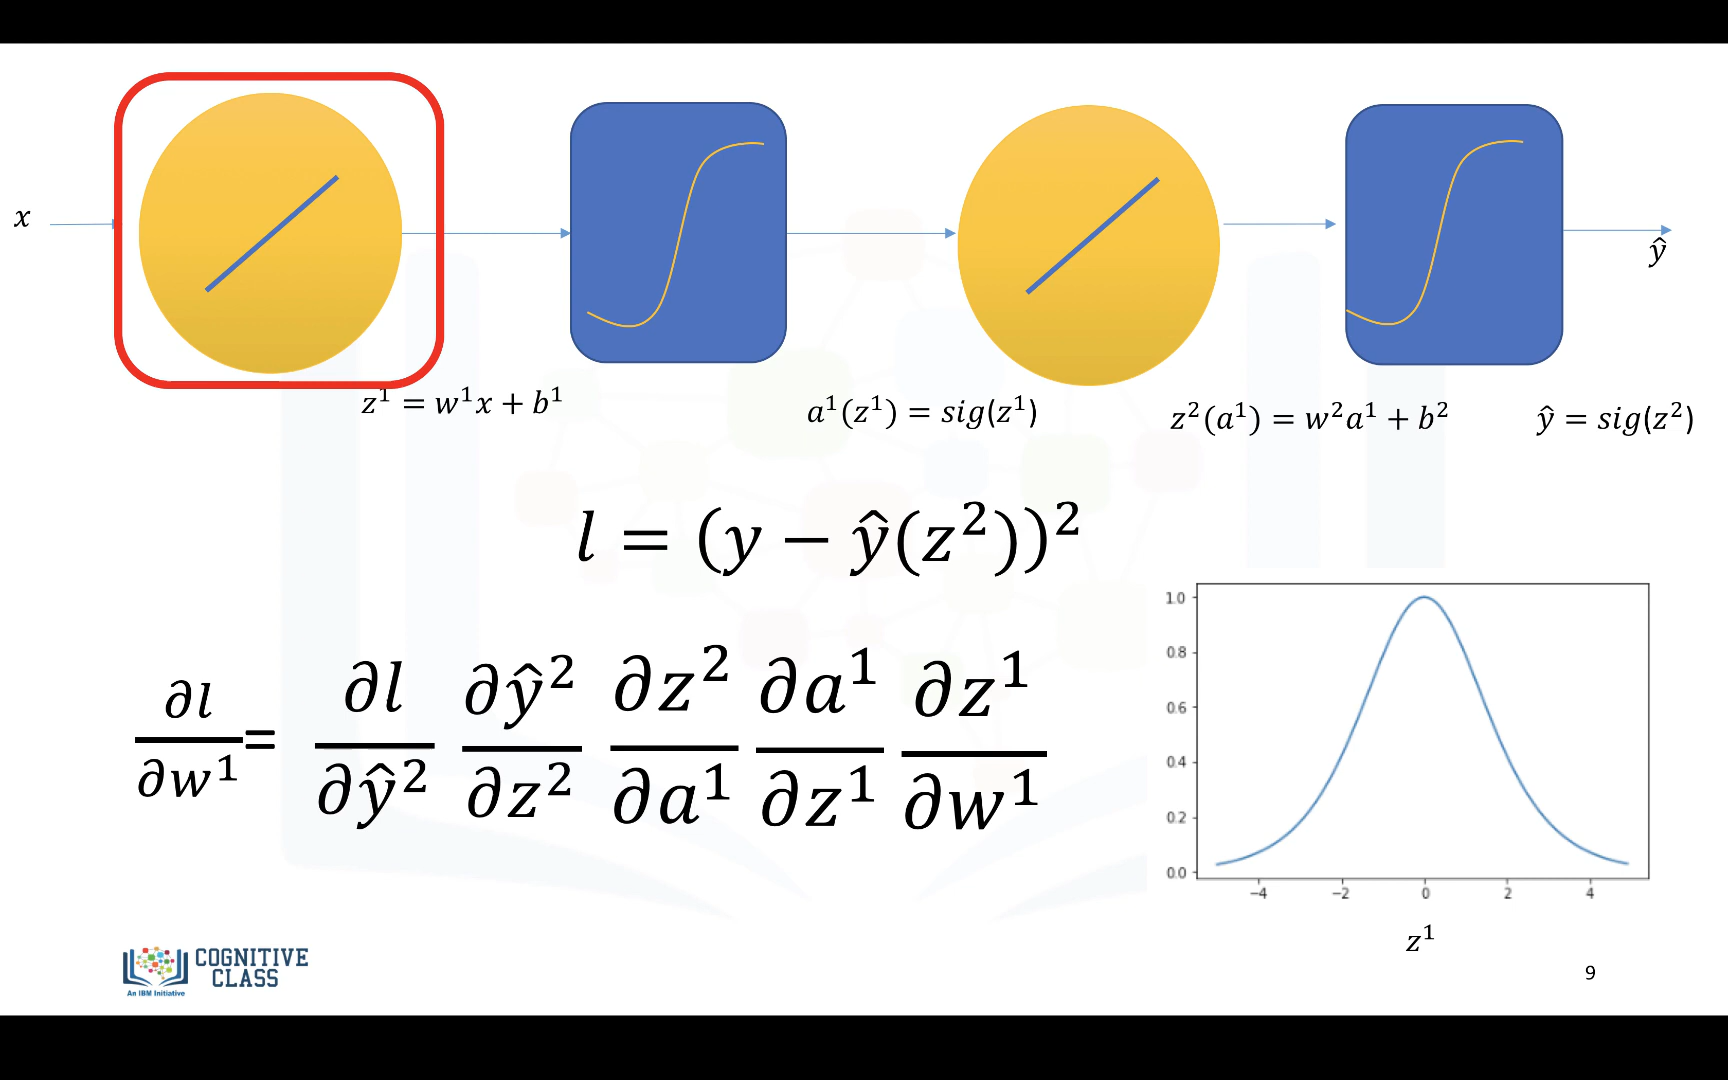 x
ŷ
z¹ = w¹x + b¹
a¹(z¹) = sig(z¹)
z²(a¹) = w²a¹ + b²
ŷ = sig(z²)
l = (y − ŷ(z²))²
∂l/∂w¹ = ∂l/∂ŷ² ∂ŷ²/∂z² ∂z²/∂a¹ ∂a¹/∂z¹ ∂z¹/∂w¹
1.0
0.8
0.6
0.4
0.2
0.0
−4 −2 0 2 4
z¹
COGNITIVE
CLASS
An IBM Initiative
9